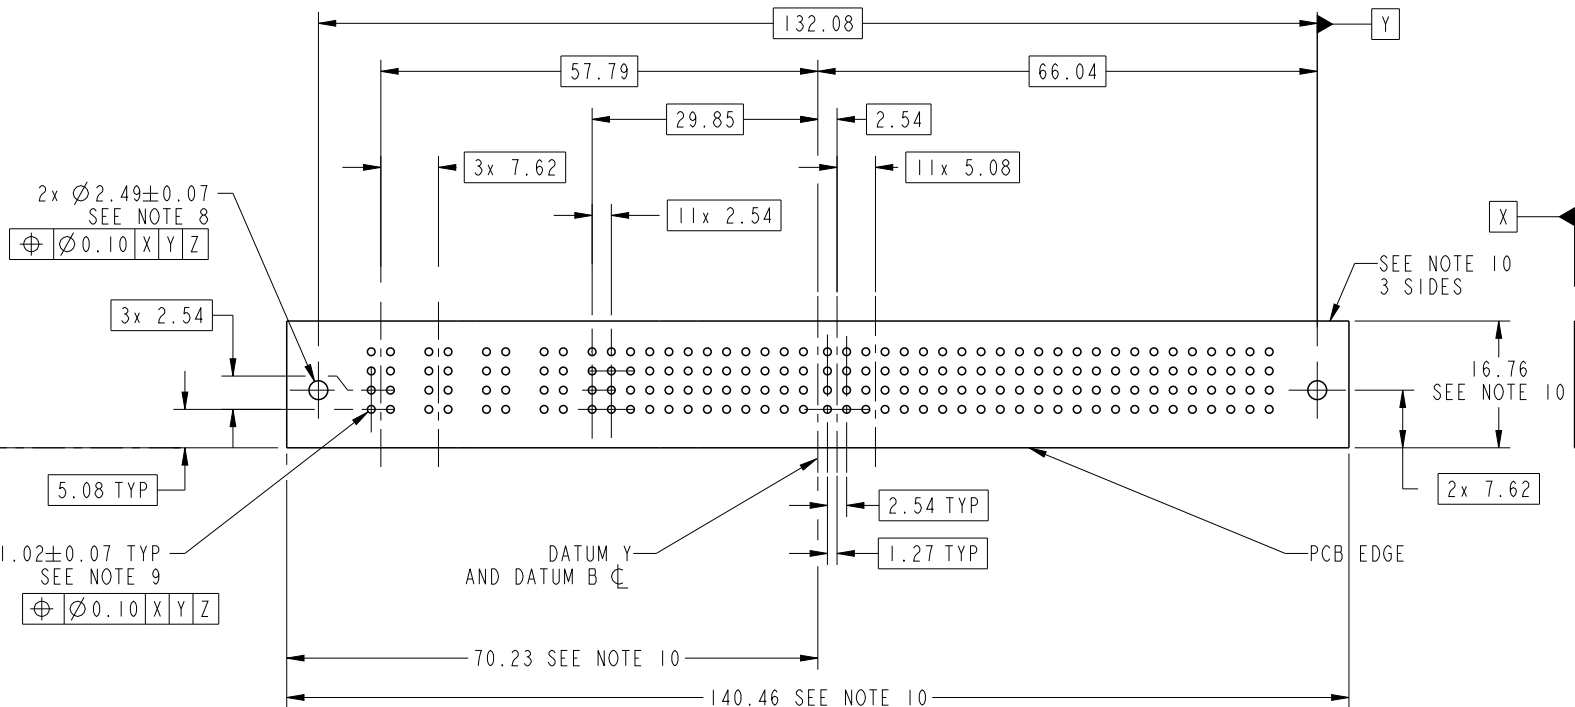 132.08
Y
57.79
66.04
29.85
2.54
3x 7.62
11x 5.08
2x Ø2.49±0.07
SEE NOTE 8
⌖ Ø0.10 X Y Z
11x 2.54
X
SEE NOTE 10
3 SIDES
3x 2.54
16.76
SEE NOTE 10
5.08 TYP
2x 7.62
2.54 TYP
1.02±0.07 TYP
SEE NOTE 9
⌖ Ø0.10 X Y Z
DATUM Y
AND DATUM B ℄
1.27 TYP
PCB EDGE
70.23 SEE NOTE 10
140.46 SEE NOTE 10